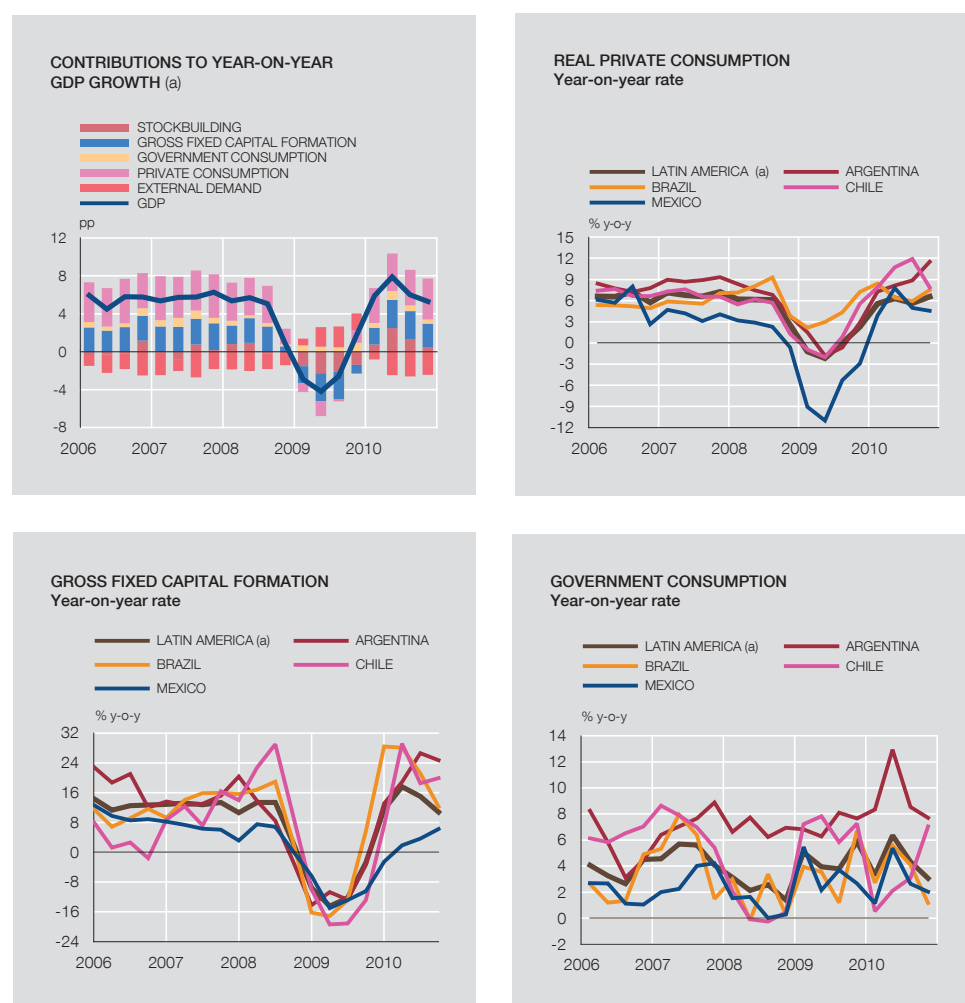 CONTRIBUTIONS TO YEAR-ON-YEAR
GDP GROWTH (a)
STOCKBUILDING
GROSS FIXED CAPITAL FORMATION
GOVERNMENT CONSUMPTION
PRIVATE CONSUMPTION
EXTERNAL DEMAND
GDP
pp
12
8
4
0
-4
-8
2006 2007 2008 2009 2010
REAL PRIVATE CONSUMPTION
Year-on-year rate
LATIN AMERICA (a) ARGENTINA
BRAZIL CHILE
MEXICO
% y-o-y
15
9
6
3
0
-3
-6
-9
-12
2006 2007 2008 2009 2010
GROSS FIXED CAPITAL FORMATION
Year-on-year rate
LATIN AMERICA (a) ARGENTINA
BRAZIL CHILE
MEXICO
% y-o-y
32
24
16
8
0
-8
-16
-24
2006 2007 2008 2009 2010
GOVERNMENT CONSUMPTION
Year-on-year rate
LATIN AMERICA (a) ARGENTINA
BRAZIL CHILE
MEXICO
% y-o-y
14
12
10
8
6
4
2
0
-2
2006 2007 2008 2009 2010